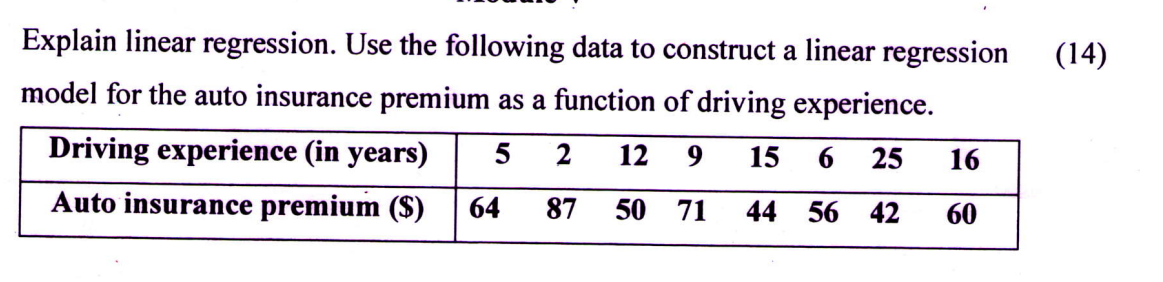 Explain linear regression. Use the following data to construct a linear regression (14)
model for the auto insurance premium as a function of driving experience.
Driving experience (in years) 5 2 12 9 15 6 25 16
Auto insurance premium ($) 64 87 50 71 44 56 42 60